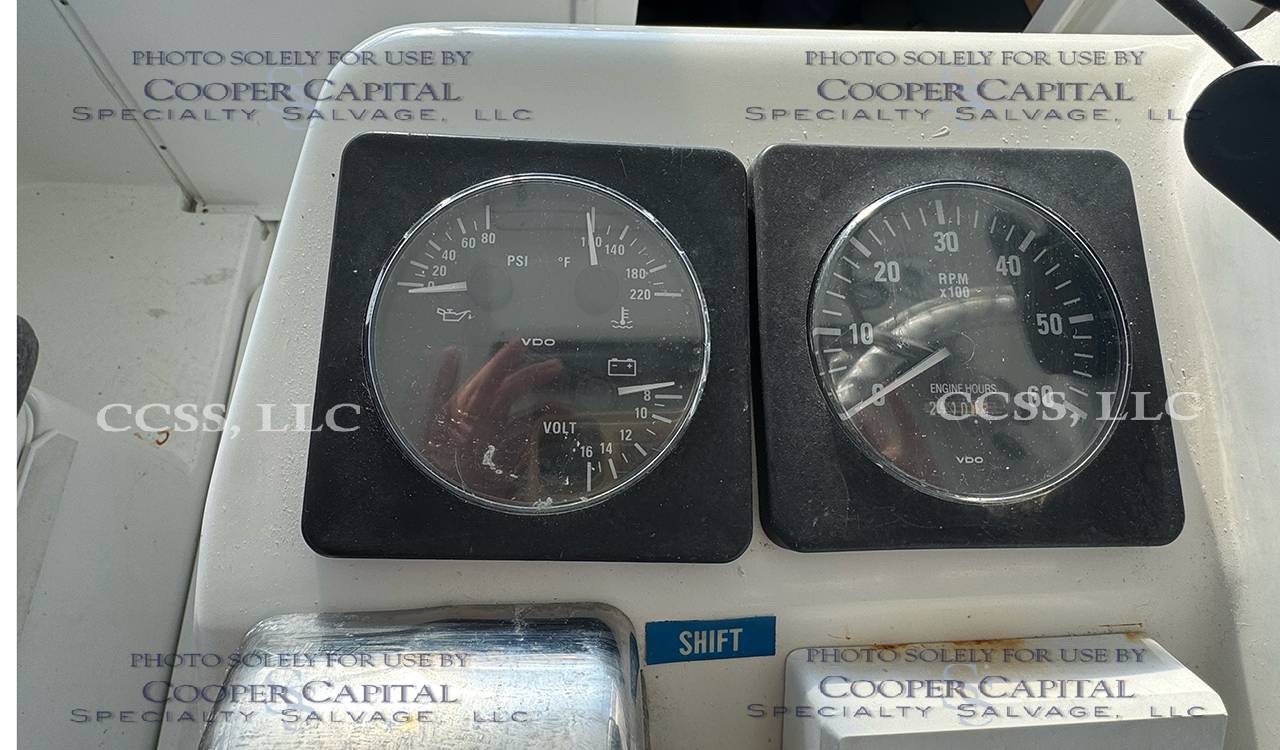 PHOTO SOLELY FOR USE BY
COOPER CAPITAL
SPECIALTY SALVAGE, LLC
PHOTO SOLELY FOR USE BY
COOPER CAPITAL
SPECIALTY SALVAGE, LLC
0 20 40 60 80
PSI
°F
140 180 220
VDO
8 10 12 14 16
VOLT
0 10 20 30 40 50 60
RPM
x100
ENGINE HOURS
VDO
CCSS, LLC
CCSS, LLC
SHIFT
PHOTO SOLELY FOR USE BY
COOPER CAPITAL
SPECIALTY SALVAGE, LLC
PHOTO SOLELY FOR USE BY
COOPER CAPITAL
SPECIALTY SALVAGE, LLC